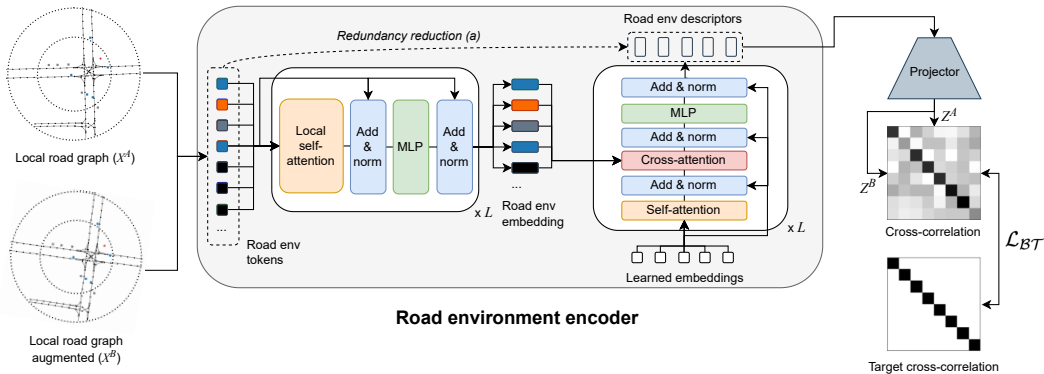 Local road graph (X^A)
Local road graph
augmented (X^B)
Redundancy reduction (a)
Road env
tokens
...
Local
self-
attention
Add
&
norm
MLP
Add
&
norm
x L
...
Road env
embedding
Road env descriptors
Add & norm
MLP
Add & norm
Cross-attention
Add & norm
Self-attention
x L
Learned embeddings
Road environment encoder
Projector
Z^A
Z^B
Cross-correlation
ℒ_ℬ𝒯
Target cross-correlation